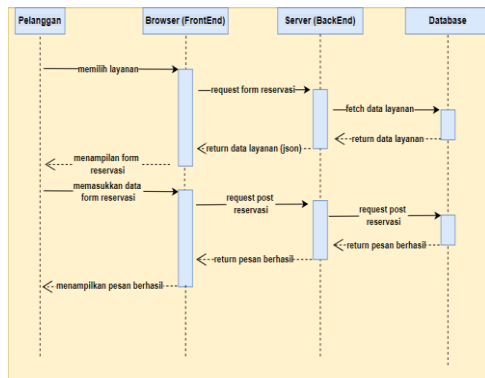 Pelanggan
Browser (FrontEnd)
Server (BackEnd)
Database
memilih layanan
request form reservasi
fetch data layanan
return data layanan
return data layanan (json)
menampilan form
reservasi
memasukkan data
form reservasi
request post
reservasi
request post
reservasi
return pesan berhasil
return pesan berhasil
menampilkan pesan berhasil